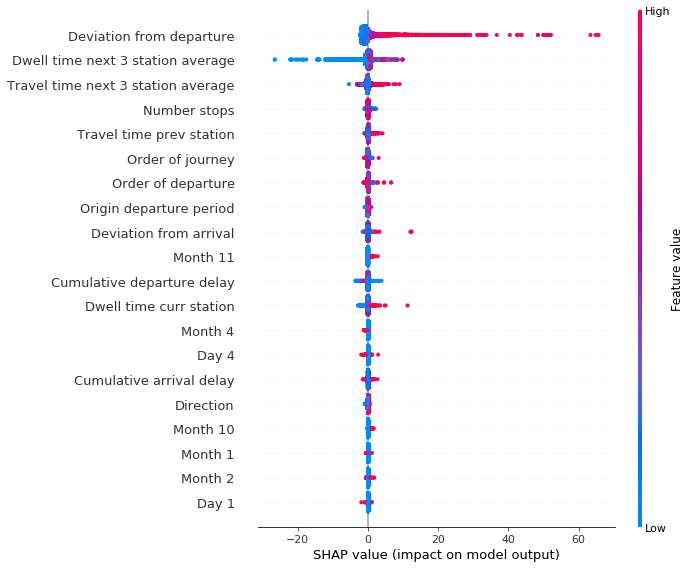 High
Deviation from departure
Dwell time next 3 station average
Travel time next 3 station average
Number stops
Travel time prev station
Order of journey
Order of departure
Origin departure period
Deviation from arrival
Month 11
Cumulative departure delay
Dwell time curr station
Month 4
Day 4
Cumulative arrival delay
Direction
Month 10
Month 1
Month 2
Day 1
Feature value
Low
−20 0 20 40 60
SHAP value (impact on model output)